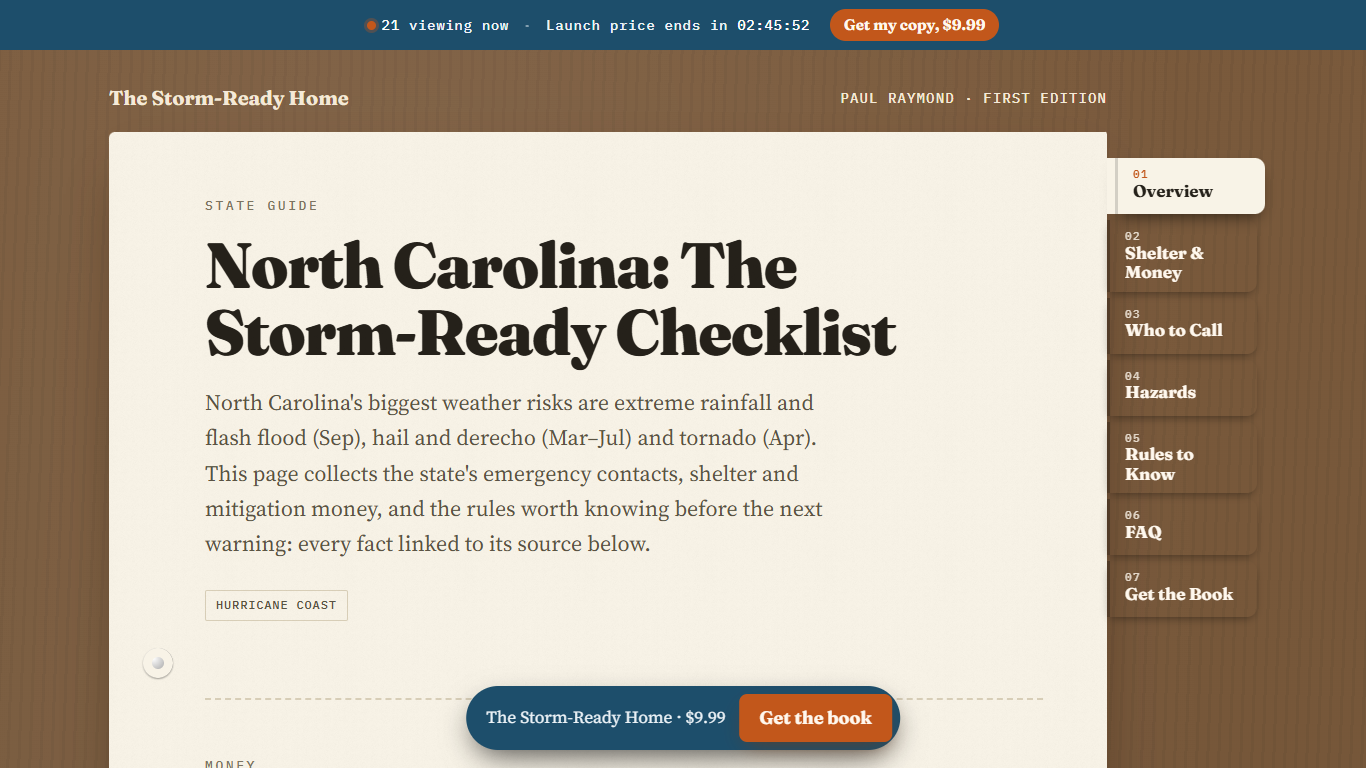 21 viewing now · Launch price ends in 02:45:52
Get my copy, $9.99
The Storm-Ready Home
PAUL RAYMOND · FIRST EDITION
STATE GUIDE
North Carolina: The
Storm-Ready Checklist
North Carolina's biggest weather risks are extreme rainfall and
flash flood (Sep), hail and derecho (Mar–Jul) and tornado (Apr).
This page collects the state's emergency contacts, shelter and
mitigation money, and the rules worth knowing before the next
warning: every fact linked to its source below.
HURRICANE COAST
01
Overview
02
Shelter &
Money
03
Who to Call
04
Hazards
05
Rules to
Know
06
FAQ
07
Get the Book
The Storm-Ready Home · $9.99
Get the book
MONEY